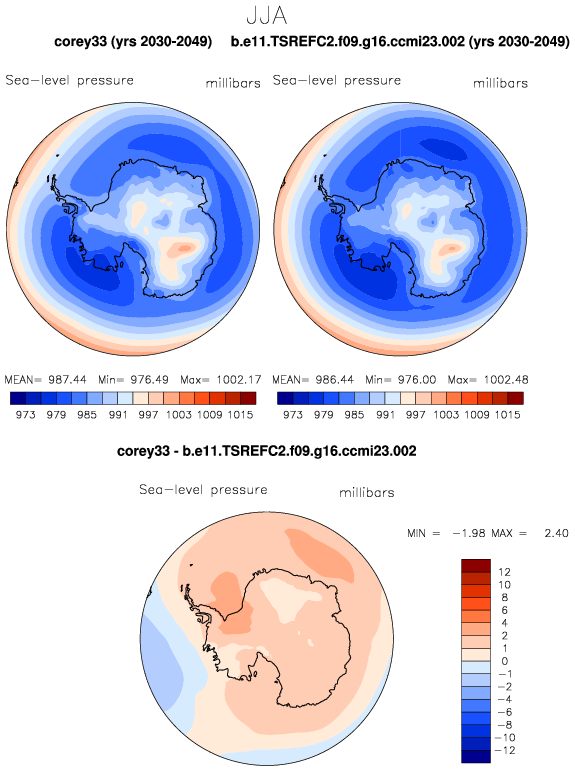 JJA
corey33 (yrs 2030-2049) b.e11.TSREFC2.f09.g16.ccmi23.002 (yrs 2030-2049)
Sea-level pressure millibars Sea-level pressure millibars
MEAN= 987.44 Min= 976.49 Max= 1002.17 MEAN= 986.44 Min= 976.00 Max= 1002.48
973 979 985 991 997 1003 1009 1015 973 979 985 991 997 1003 1009 1015
corey33 - b.e11.TSREFC2.f09.g16.ccmi23.002
Sea-level pressure millibars
MIN = -1.98 MAX = 2.40
12
10
8
6
4
2
1
0
-1
-2
-4
-6
-8
-10
-12